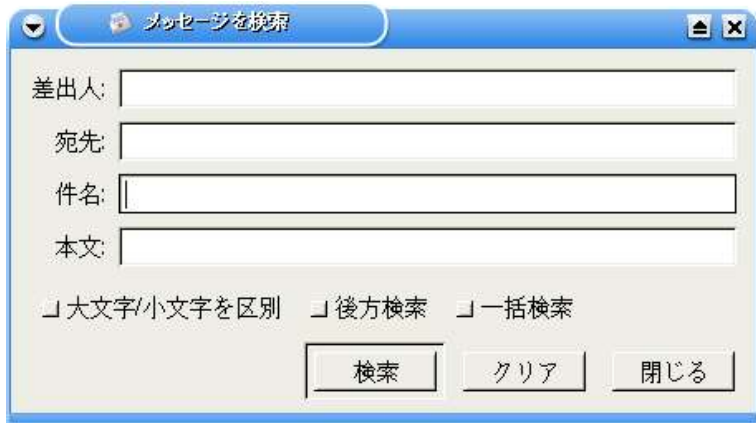 メッセージを検索
差出人:
宛先:
件名:
本文:
大文字/小文字を区別 後方検索 一括検索
検索 クリア 閉じる